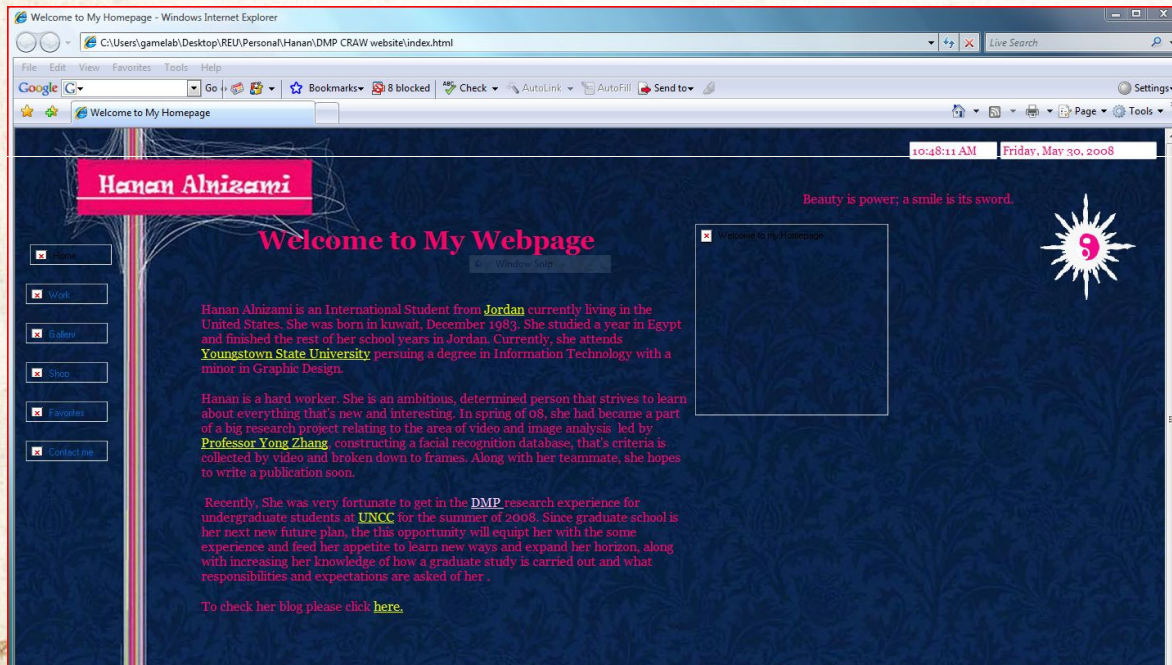 Welcome to My Homepage - Windows Internet Explorer
C:\Users\gamelab\Desktop\REU\Personal\Hanan\DMP CRAW website\index.html
Live Search
File Edit View Favorites Tools Help
Google G Go Bookmarks 8 blocked Check AutoLink AutoFill Send to Settings
Welcome to My Homepage Page Tools
10:48:11 AM Friday, May 30, 2008
Hanan Alnizami
Beauty is power; a smile is its sword.
Welcome to My Webpage
Welcome to my Homepage
Window Snip
Home
Work
Gallery
Shop
Favorites
Contact me
Hanan Alnizami is an International Student from Jordan currently living in the
United States. She was born in kuwait, December 1983. She studied a year in Egypt
and finished the rest of her school years in Jordan. Currently, she attends
Youngstown State University persuing a degree in Information Technology with a
minor in Graphic Design.
Hanan is a hard worker. She is an ambitious, determined person that strives to learn
about everything that's new and interesting. In spring of 08, she had became a part
of a big research project relating to the area of video and image analysis led by
Professor Yong Zhang, constructing a facial recognition database, that's criteria is
collected by video and broken down to frames. Along with her teammate, she hopes
to write a publication soon.
Recently, She was very fortunate to get in the DMP research experience for
undergraduate students at UNCC for the summer of 2008. Since graduate school is
her next new future plan, the this opportunity will equipt her with the some
experience and feed her appetite to learn new ways and expand her horizon, along
with increasing her knowledge of how a graduate study is carried out and what
responsibilities and expectations are asked of her .
To check her blog please click here.